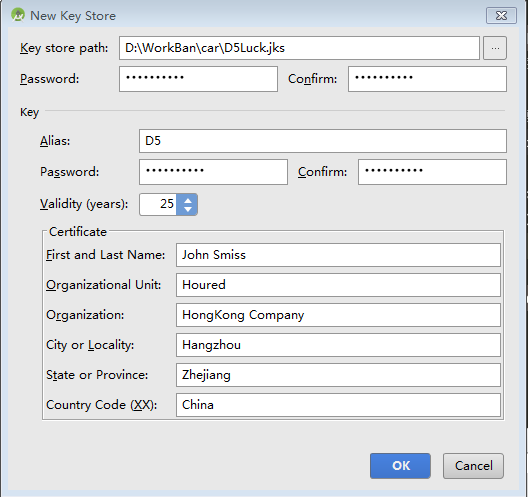 New Key Store
Key store path: D:\WorkBan\car\D5Luck.jks ...
Password: •••••••••• Confirm: ••••••••••
Key
Alias: D5
Password: •••••••••• Confirm: ••••••••••
Validity (years): 25
Certificate
First and Last Name: John Smiss
Organizational Unit: Houred
Organization: HongKong Company
City or Locality: Hangzhou
State or Province: Zhejiang
Country Code (XX): China
OK Cancel